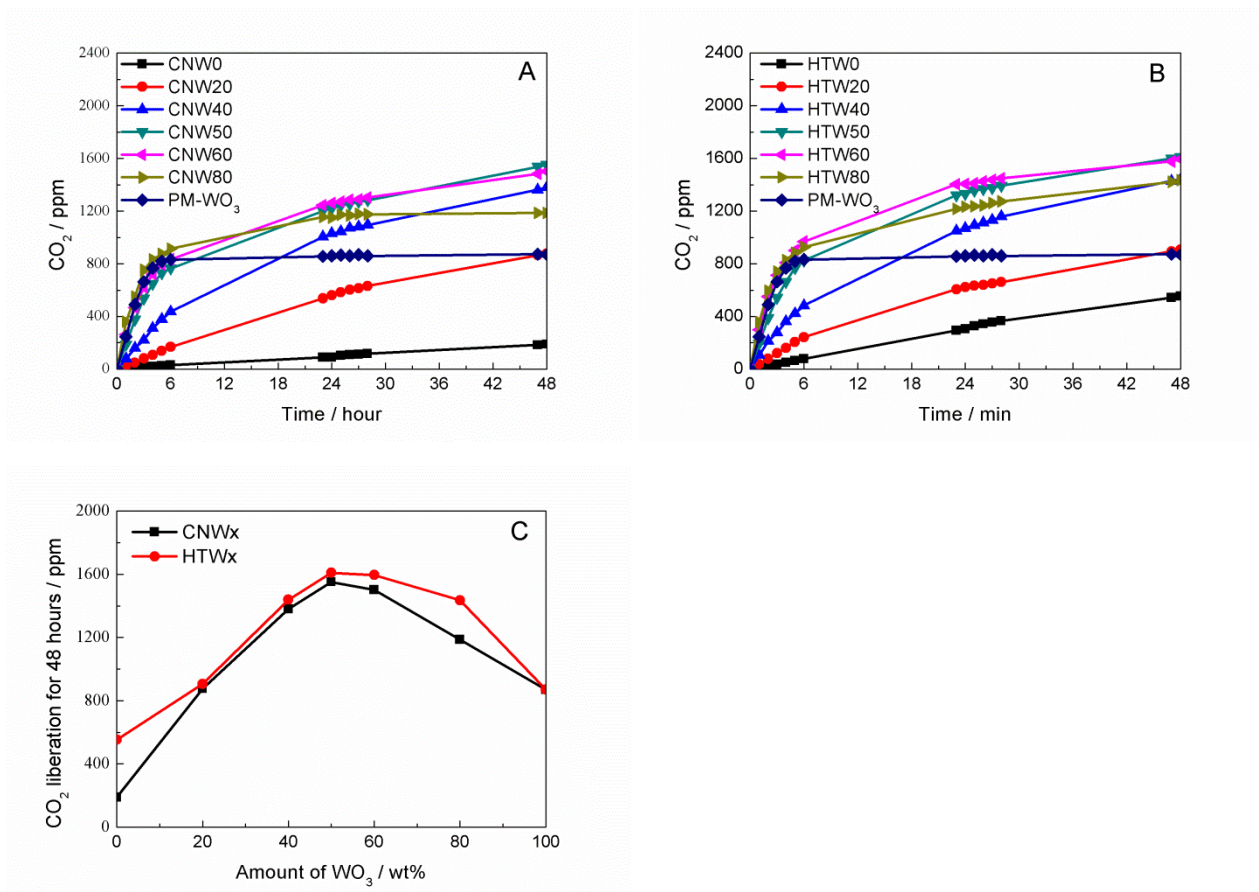 A
CNW0
CNW20
CNW40
CNW50
CNW60
CNW80
PM-WO₃
2400
2000
1600
1200
800
400
0
CO₂ / ppm
0 6 12 18 24 30 36 42 48
Time / hour
B
HTW0
HTW20
HTW40
HTW50
HTW60
HTW80
PM-WO₃
2400
2000
1600
1200
800
400
0
CO₂ / ppm
0 6 12 18 24 30 36 42 48
Time / min
C
CNWx
HTWx
2000
1600
1200
800
400
0
CO₂ liberation for 48 hours / ppm
0 20 40 60 80 100
Amount of WO₃ / wt%